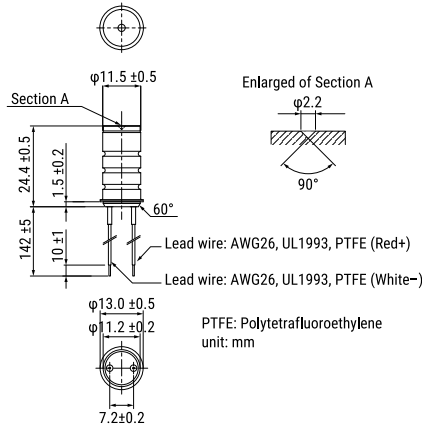 φ11.5 ±0.5
Enlarged of Section A
Section A
φ2.2
90°
24.4 ±0.5
1.5 ±0.2
60°
142 ±5
10 ±1
Lead wire: AWG26, UL1993, PTFE (Red+)
Lead wire: AWG26, UL1993, PTFE (White−)
φ13.0 ±0.5
φ11.2 ±0.2
PTFE: Polytetrafluoroethylene
unit: mm
7.2±0.2